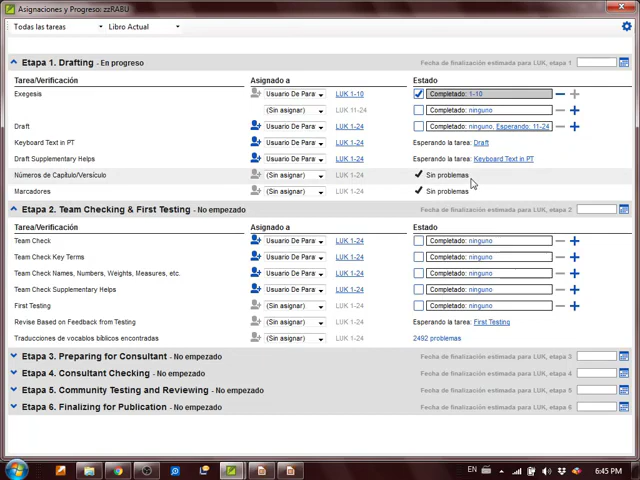 Asignaciones y Progreso: zzRABU
Todas las tareas Libro Actual
Etapa 1. Drafting - En progreso Fecha de finalización estimada para LUK, etapa 1
Tarea/Verificación Asignado a Estado
Exegesis Usuario De Para LUK 1-10 Completado: 1-10
(Sin asignar) LUK 11-24 Completado: ninguno
Draft Usuario De Para LUK 1-24 Completado: ninguno, Esperando: 11-24
Keyboard Text in PT Usuario De Para LUK 1-24 Esperando la tarea: Draft
Draft Supplementary Helps Usuario De Para LUK 1-24 Esperando la tarea: Keyboard Text in PT
Números de Capítulo/Versículo (Sin asignar) LUK 1-24 Sin problemas
Marcadores (Sin asignar) LUK 1-24 Sin problemas
Etapa 2. Team Checking & First Testing - No empezado Fecha de finalización estimada para LUK, etapa 2
Tarea/Verificación Asignado a Estado
Team Check Usuario De Para LUK 1-24 Completado: ninguno
Team Check Key Terms Usuario De Para LUK 1-24 Completado: ninguno
Team Check Names, Numbers, Weights, Measures, etc. Usuario De Para LUK 1-24 Completado: ninguno
Team Check Supplementary Helps Usuario De Para LUK 1-24 Completado: ninguno
First Testing (Sin asignar) LUK 1-24 Completado: ninguno
Revise Based on Feedback from Testing (Sin asignar) LUK 1-24 Esperando la tarea: First Testing
Traducciones de vocablos bíblicos encontradas (Sin asignar) LUK 1-24 2492 problemas
Etapa 3. Preparing for Consultant - No empezado Fecha de finalización estimada para LUK, etapa 3
Etapa 4. Consultant Checking - No empezado Fecha de finalización estimada para LUK, etapa 4
Etapa 5. Community Testing and Reviewing - No empezado Fecha de finalización estimada para LUK, etapa 5
Etapa 6. Finalizing for Publication - No empezado Fecha de finalización estimada para LUK, etapa 6
EN 6:45 PM